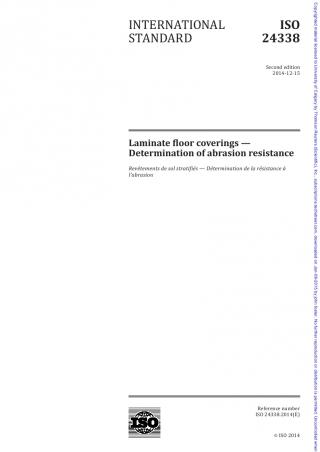 INTERNATIONAL
STANDARD
ISO
24338
Second edition
2014-12-15
Laminate floor coverings —
Determination of abrasion resistance
Revêtements de sol stratifiés — Détermination de la résistance à
l'abrasion
Reference number
ISO 24338:2014(E)
ISO
© ISO 2014
Copyrighted material licensed to University of Calgary by Thomson Reuters (Scientific), Inc., subscriptions.techstreet.com, downloaded on Jan-09-2015 by
No further reproduction or distribution is permitted. Uncontrolled when